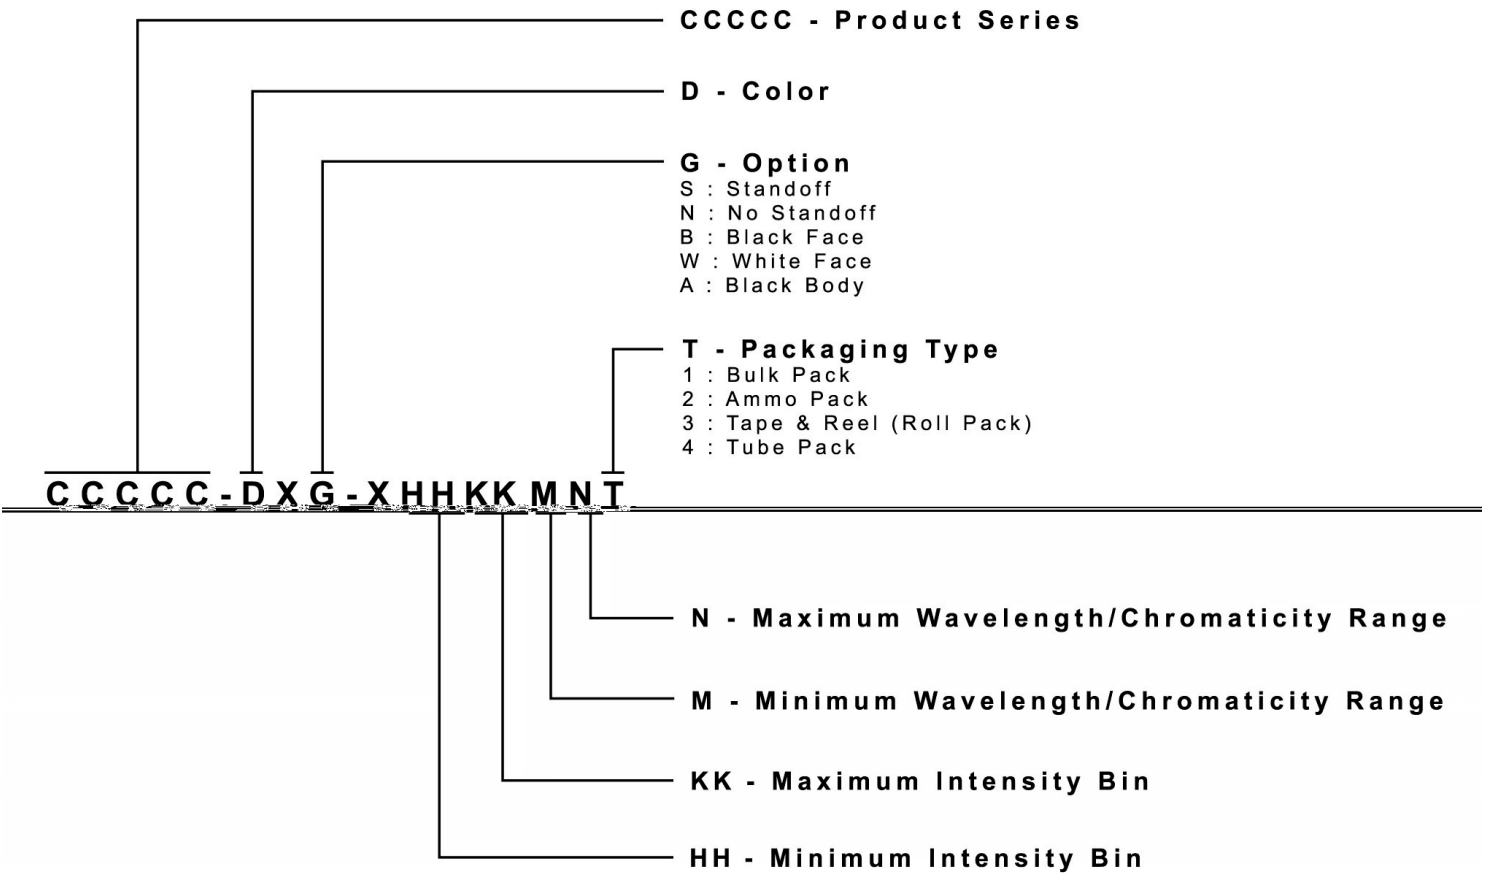 CCCCC - Product Series
D - Color
G - Option
S : Standoff
N : No Standoff
B : Black Face
W : White Face
A : Black Body
T - Packaging Type
1 : Bulk Pack
2 : Ammo Pack
3 : Tape & Reel (Roll Pack)
4 : Tube Pack
CCCCC-DXG-XHHKKMNT
N - Maximum Wavelength/Chromaticity Range
M - Minimum Wavelength/Chromaticity Range
KK - Maximum Intensity Bin
HH - Minimum Intensity Bin